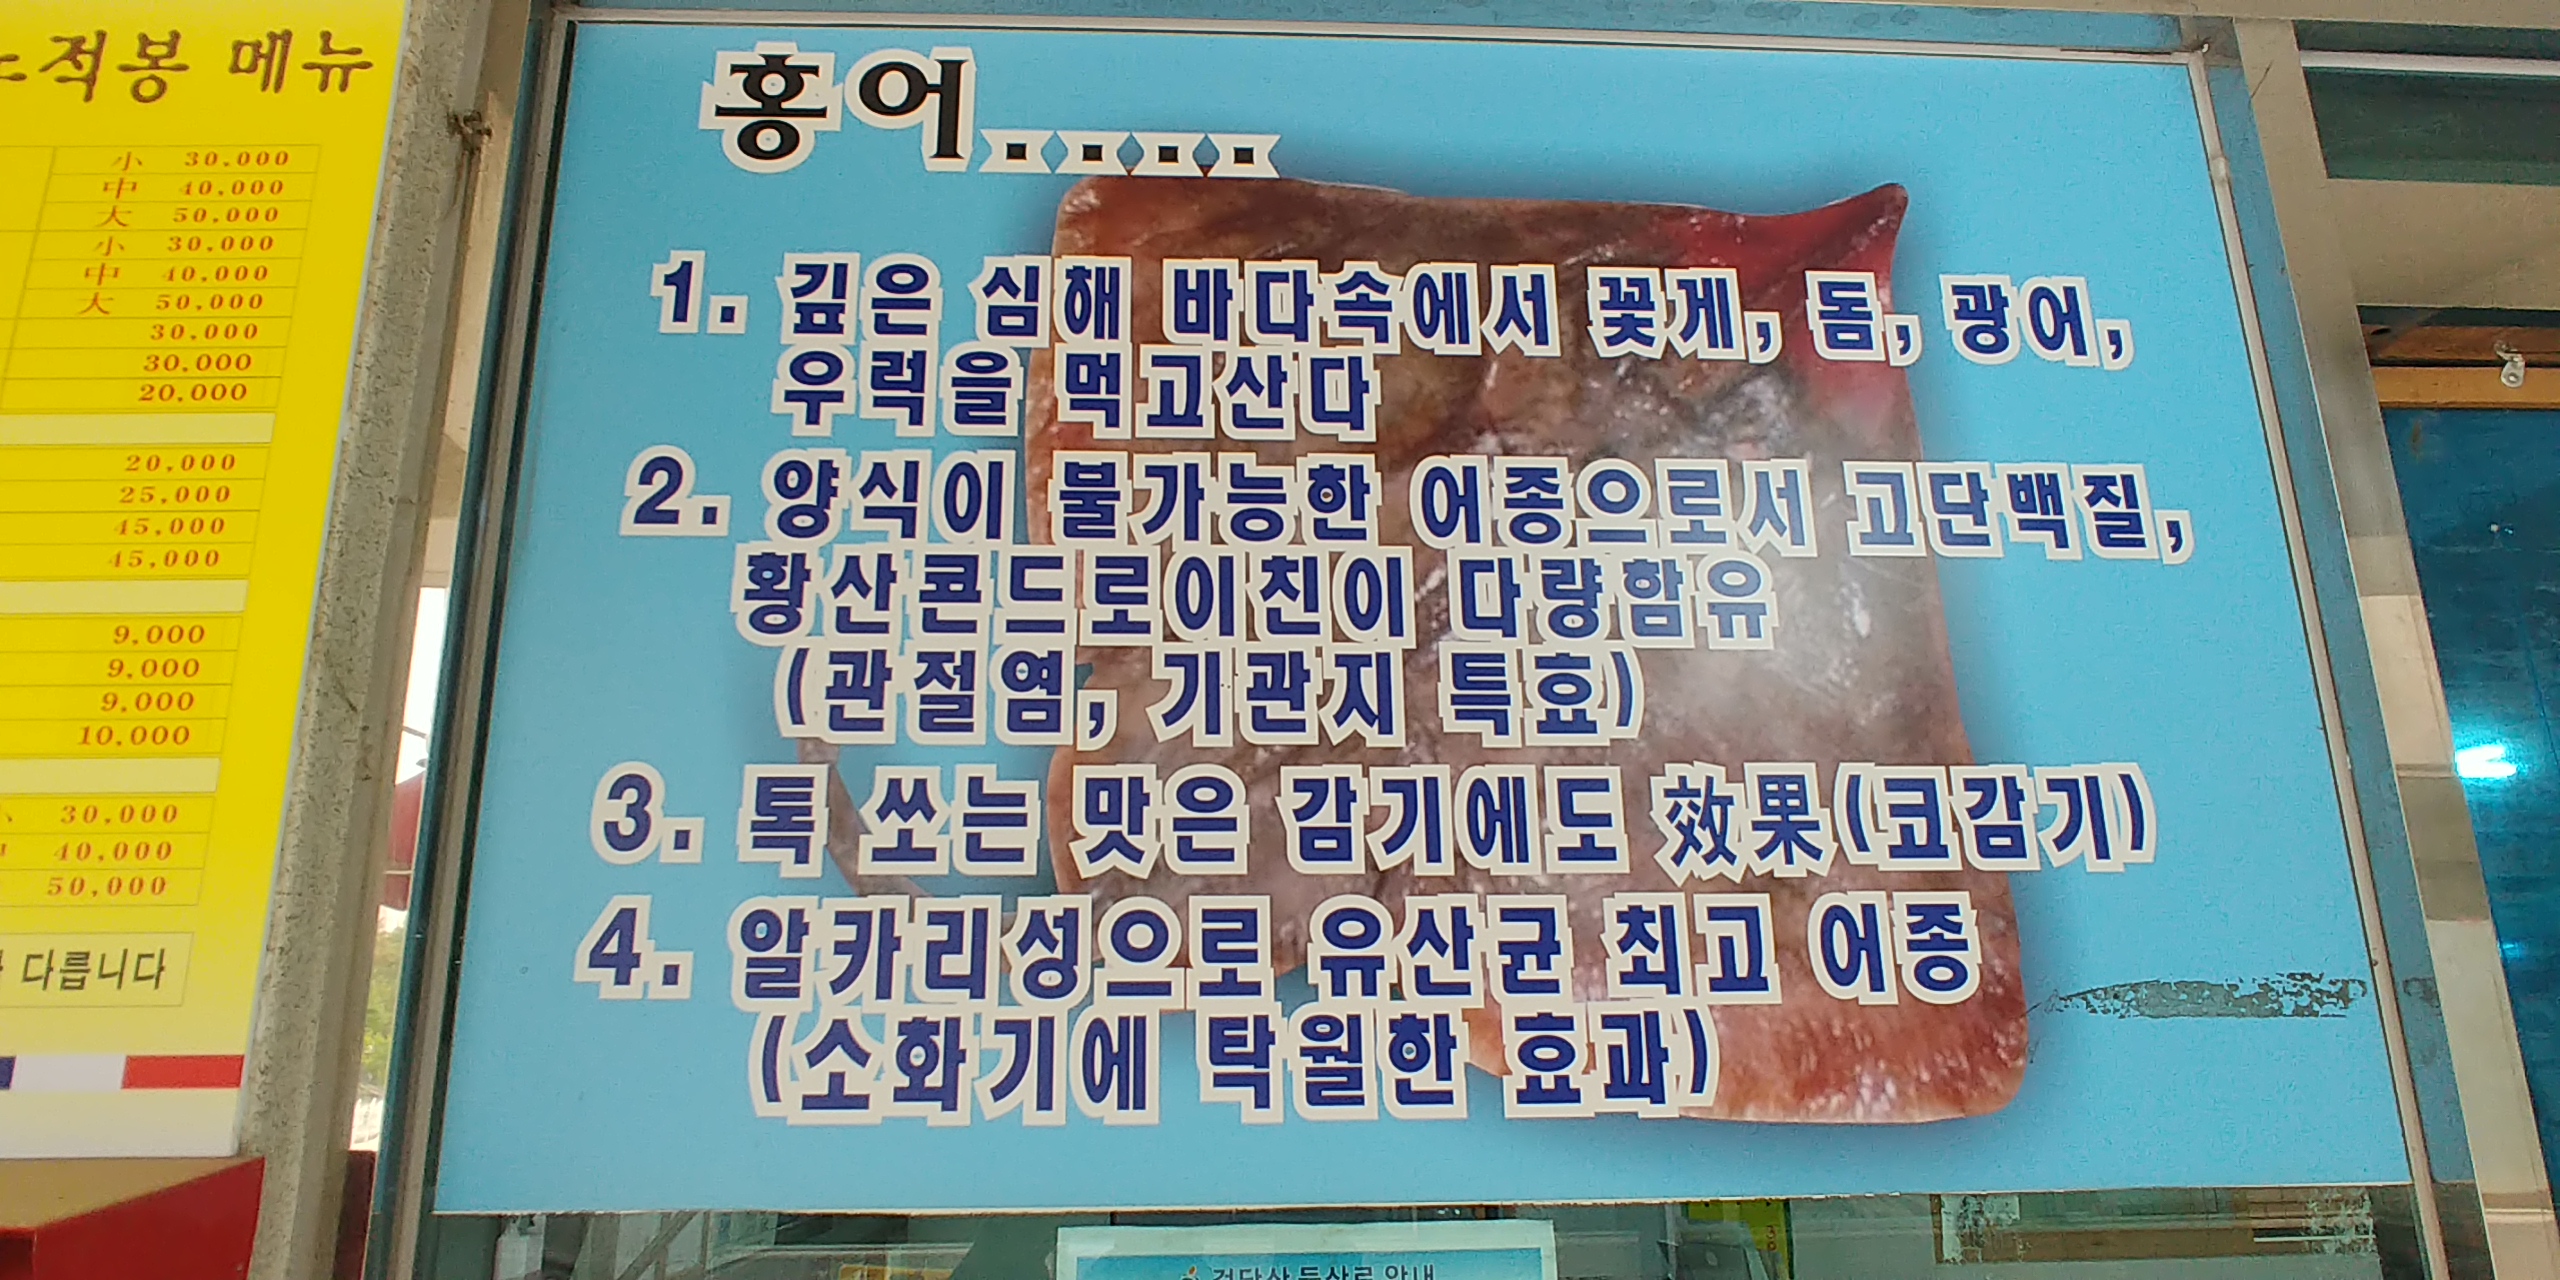 노적봉 메뉴
小 30.000
中 40.000
大 50.000
小 30.000
中 40.000
大 50.000
30.000
30.000
20.000
20,000
25,000
45,000
45,000
9.000
9.000
9.000
10.000
30.000
40.000
50,000
다릅니다
홍어....
1. 깊은 심해 바다속에서 꽃게, 돔, 광어,
우럭을 먹고산다
2. 양식이 불가능한 어종으로서 고단백질,
황산콘드로이친이 다량함유
(관절염, 기관지 특효)
3. 톡 쏘는 맛은 감기에도 效果(코감기)
4. 알카리성으로 유산균 최고 어종
(소화기에 탁월한 효과)